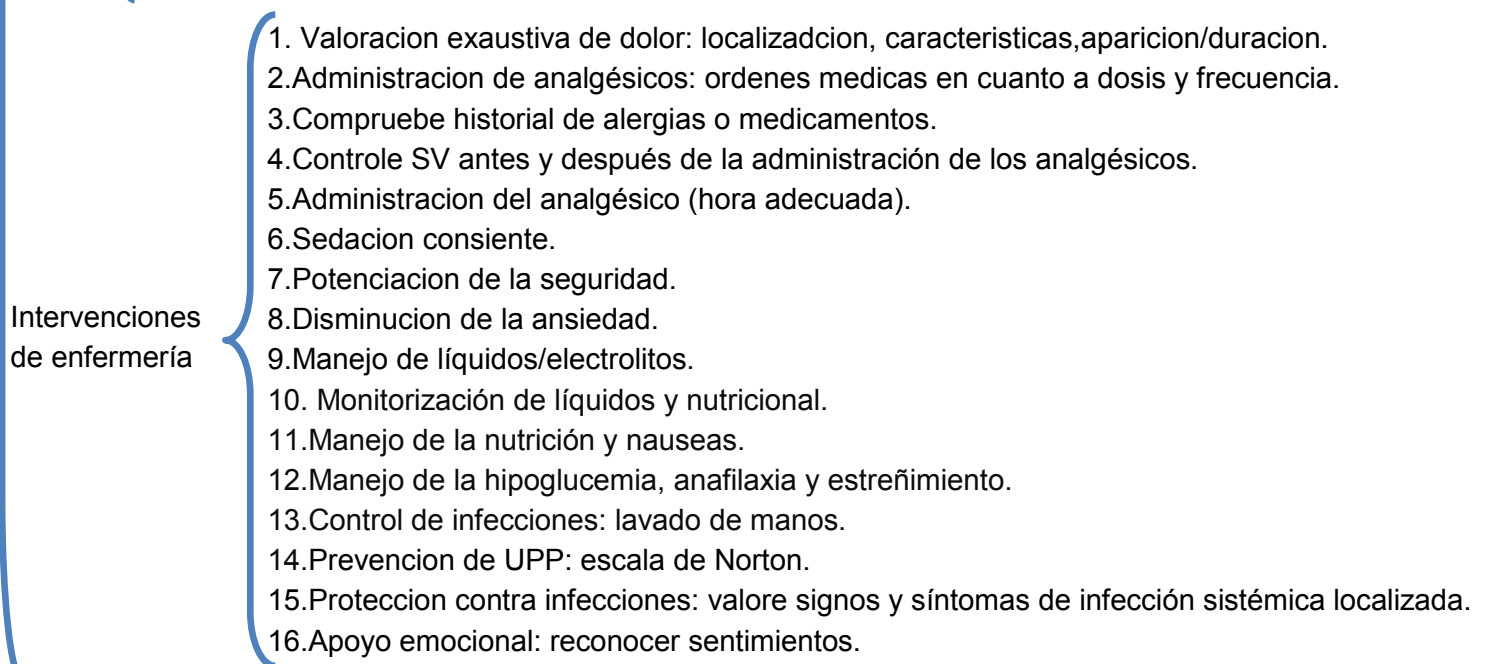 1. Valoracion exaustiva de dolor: localizadcion, caracteristicas,aparicion/duracion.
2.Administracion de analgésicos: ordenes medicas en cuanto a dosis y frecuencia.
3.Compruebe historial de alergias o medicamentos.
4.Controle SV antes y después de la administración de los analgésicos.
5.Administracion del analgésico (hora adecuada).
6.Sedacion consiente.
7.Potenciacion de la seguridad.
Intervenciones
de enfermería
8.Disminucion de la ansiedad.
9.Manejo de líquidos/electrolitos.
10. Monitorización de líquidos y nutricional.
11.Manejo de la nutrición y nauseas.
12.Manejo de la hipoglucemia, anafilaxia y estreñimiento.
13.Control de infecciones: lavado de manos.
14.Prevencion de UPP: escala de Norton.
15.Proteccion contra infecciones: valore signos y síntomas de infección sistémica localizada.
16.Apoyo emocional: reconocer sentimientos.